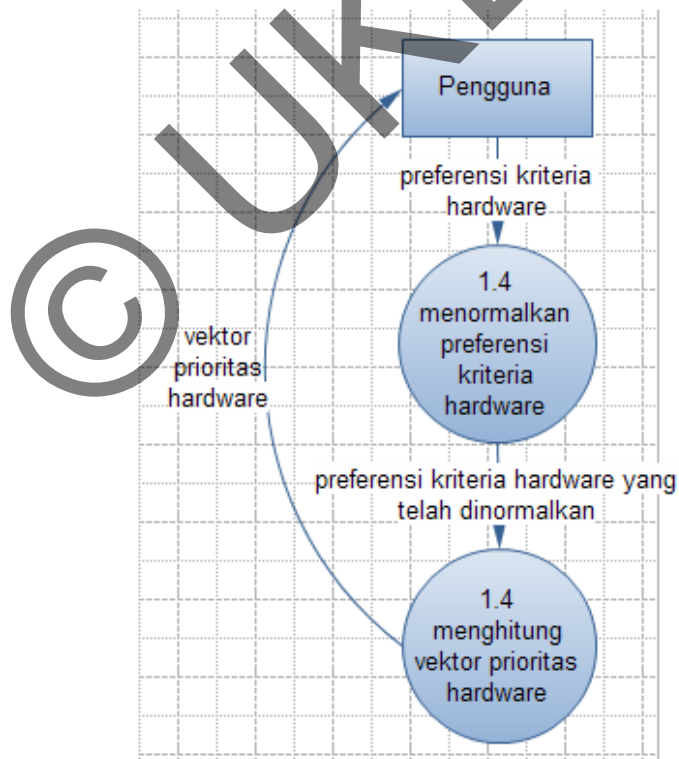 Pengguna
preferensi kriteria
hardware
1.4
menormalkan
preferensi
kriteria
hardware
vektor
prioritas
hardware
preferensi kriteria hardware yang
telah dinormalkan
1.4
menghitung
vektor prioritas
hardware
© UK